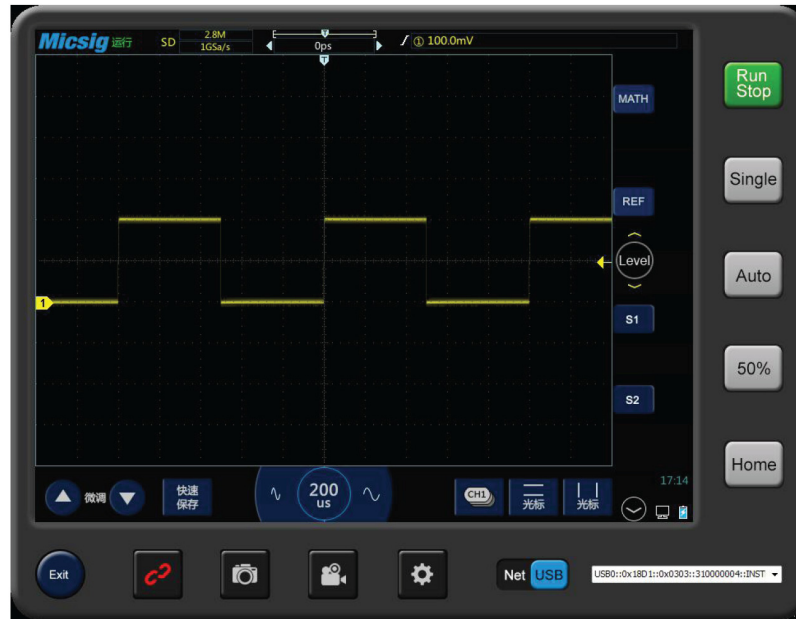 Micsig 运行 SD 2.8M
1GSa/s
0ps
① 100.0mV
T
T
Run
Stop
MATH
Single
REF
Level
Auto
1
S1
50%
S2
Home
17:14
微调
快速
保存
200
us
CH1
光标
光标
Exit
Net USB
USB0::0x18D1::0x0303::310000004::INST